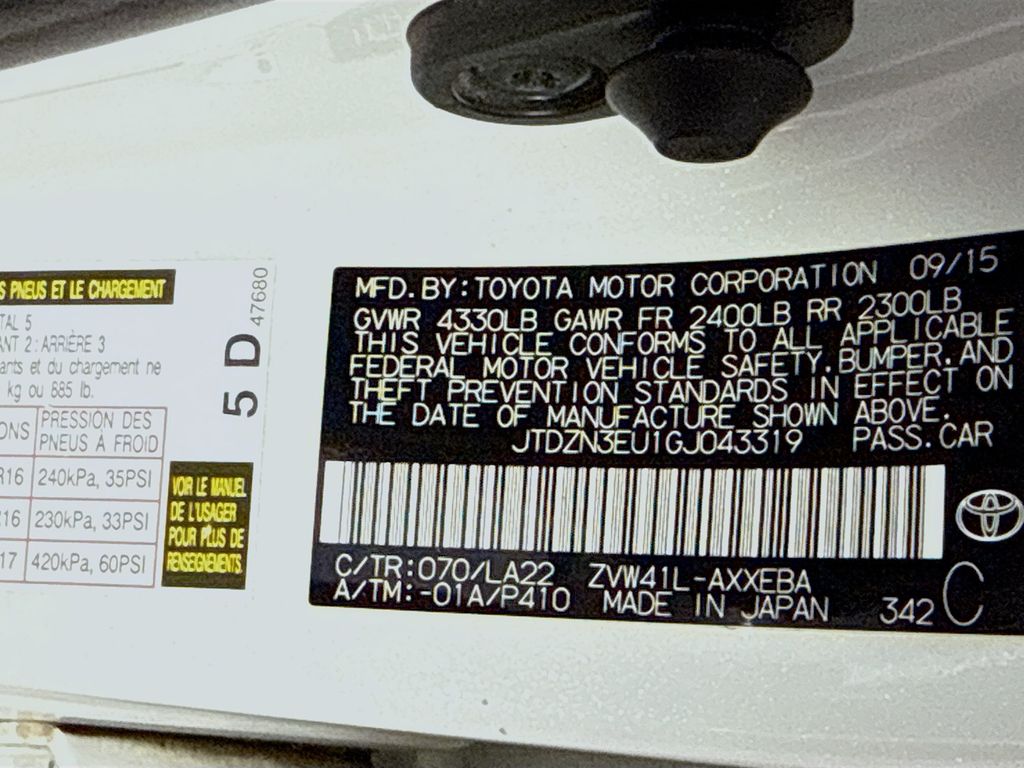 S PNEUS ET LE CHARGEMENT
TAL 5
ANT 2 : ARRIÈRE 3
ants et du chargement ne
kg ou 885 lb.
ONS PRESSION DES
PNEUS À FROID
R16 240kPa, 35PSI
16 230kPa, 33PSI
17 420kPa, 60PSI
5 D
47680
VOIR LE MANUEL
DE L'USAGER
POUR PLUS DE
RENSEIGNEMENTS.
MFD. BY: TOYOTA MOTOR CORPORATION 09/15
GVWR 4330LB GAWR FR 2400LB RR 2300LB
THIS VEHICLE CONFORMS TO ALL APPLICABLE
FEDERAL MOTOR VEHICLE SAFETY, BUMPER, AND
THEFT PREVENTION STANDARDS IN EFFECT ON
THE DATE OF MANUFACTURE SHOWN ABOVE.
JTDZN3EU1GJ043319 PASS.CAR
C/TR:070/LA22 ZVW41L-AXXEBA
A/TM:-01A/P410 MADE IN JAPAN 342 C